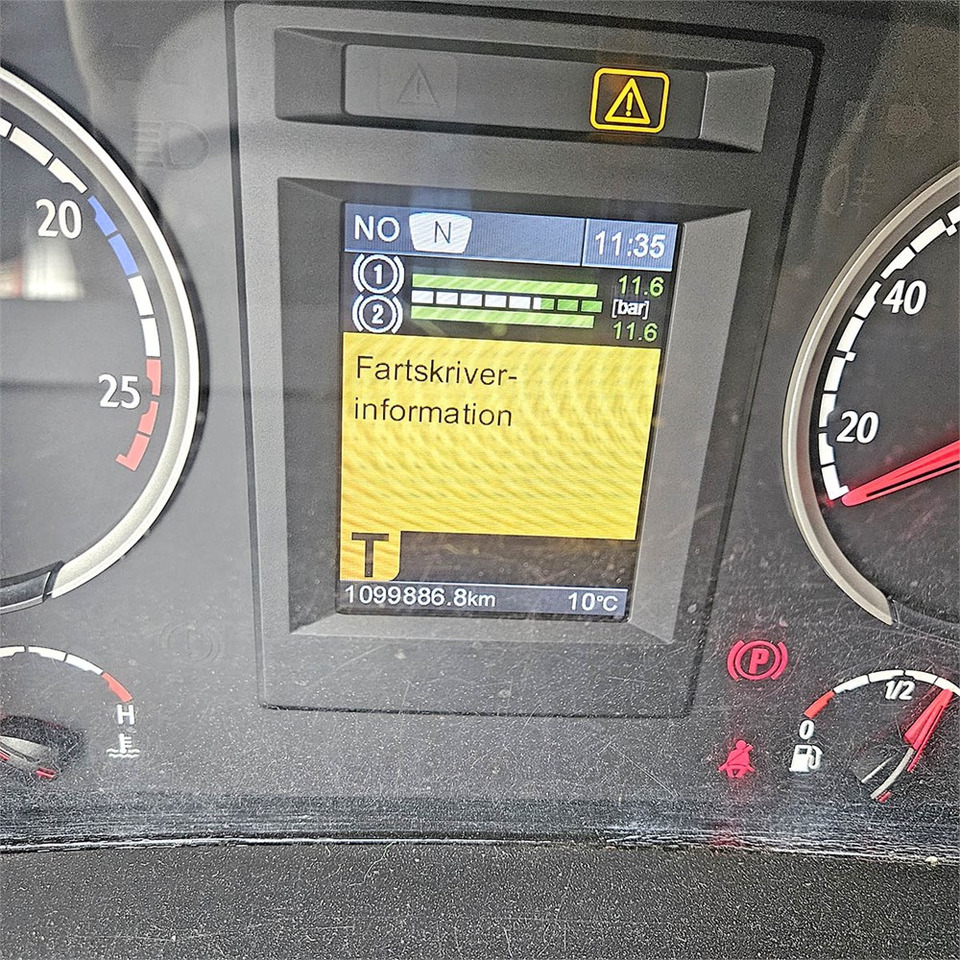 NO N 11:35
1 11.6
[bar]
2 11.6
20
40
Fartskriver-
information
25
20
T
1099886.8km 10°C
P
1/2
H
0